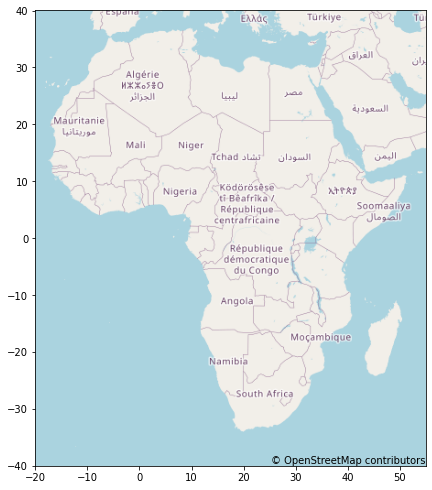 40
30
20
10
0
−10
−20
−30
−40
−20
−10
0
10
20
30
40
50
España
Ελλάς
Türkiye
العراق
Algérie
ⵍⵣⵣⴰⵢⴻⵔ
الجزائر
ليبيا
مصر
السعودية
Mauritanie
موريتانيا
Mali
Niger
Tchad تشاد
السودان
اليمن
Nigeria
Ködörösêse
tî Bêafrîka /
République
centrafricaine
ኢትዮጵያ
Soomaaliya
الصومال
République
démocratique
du Congo
Angola
Moçambique
Namibia
South Africa
© OpenStreetMap contributors